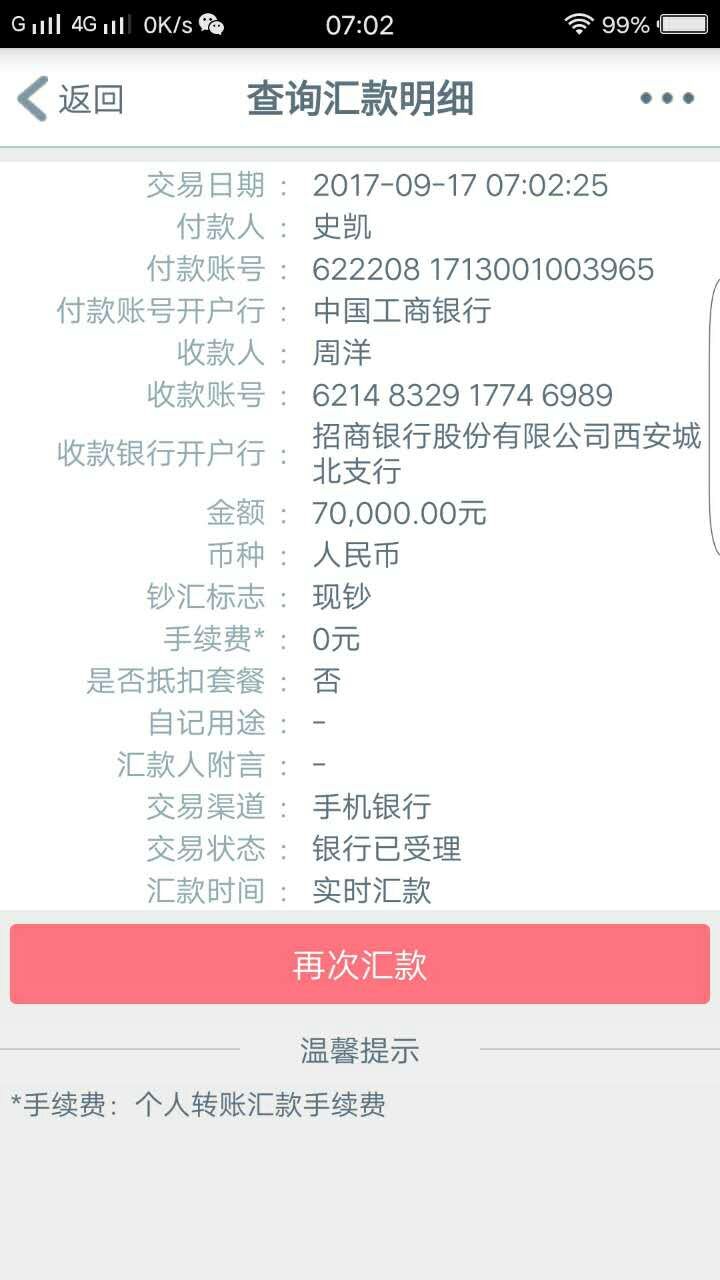 G 4G 0K/s 07:02 99%
返回 查询汇款明细
交易日期 : 2017-09-17 07:02:25
付款人 : 史凯
付款账号 : 622208 1713001003965
付款账号开户行 : 中国工商银行
收款人 : 周洋
收款账号 : 6214 8329 1774 6989
收款银行开户行 : 招商银行股份有限公司西安城
北支行
金额 : 70,000.00元
币种 : 人民币
钞汇标志 : 现钞
手续费* : 0元
是否抵扣套餐 : 否
自记用途 : -
汇款人附言 : -
交易渠道 : 手机银行
交易状态 : 银行已受理
汇款时间 : 实时汇款
再次汇款
温馨提示
*手续费：个人转账汇款手续费